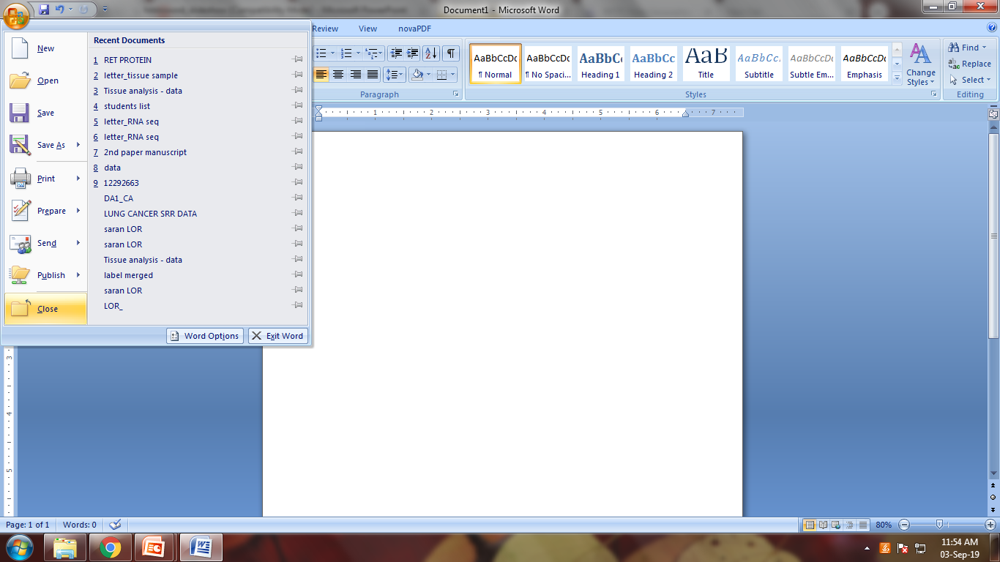 Document1 - Microsoft Word
Review View novaPDF
Recent Documents
New
Open
Save
Save As
Print
Prepare
Send
Publish
Close
1 RET PROTEIN
2 letter_tissue sample
3 Tissue analysis - data
4 students list
5 letter_RNA seq
6 letter_RNA seq
7 2nd paper manuscript
8 data
9 12292663
DA1_CA
LUNG CANCER SRR DATA
saran LOR
saran LOR
Tissue analysis - data
label merged
saran LOR
LOR_
Word Options Exit Word
AaBbCcDc AaBbCcDc AaBbC AaBbCc AaB AaBbCc. AaBbCcDc AaBbCcDc
¶ Normal ¶ No Spaci... Heading 1 Heading 2 Title Subtitle Subtle Em... Emphasis
Change
Styles
Find
Replace
Select
Paragraph Styles Editing
1 2 3 4 5 6 7
3
4
5
Page: 1 of 1 Words: 0 80%
11:54 AM
03-Sep-19